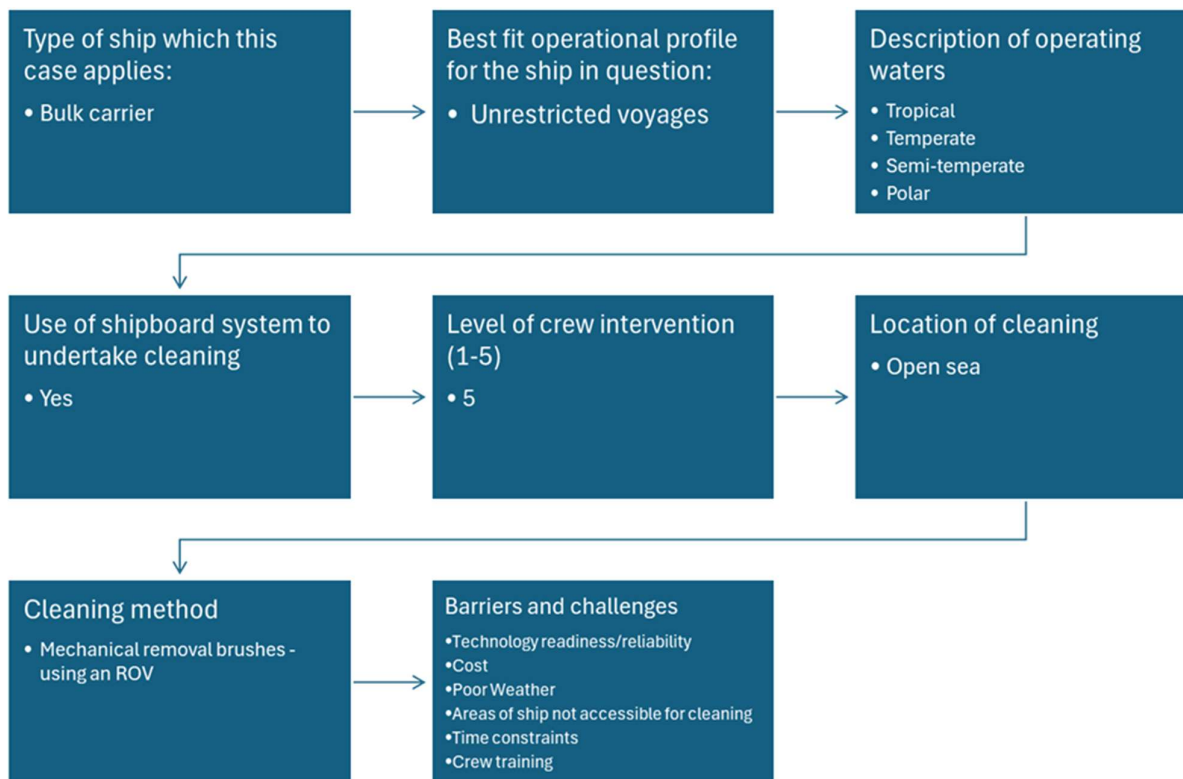 Type of ship which this
case applies:
• Bulk carrier
Best fit operational profile
for the ship in question:
• Unrestricted voyages
Description of operating
waters
• Tropical
• Temperate
• Semi-temperate
• Polar
Use of shipboard system to
undertake cleaning
• Yes
Level of crew intervention
(1-5)
• 5
Location of cleaning
• Open sea
Cleaning method
• Mechanical removal brushes -
using an ROV
Barriers and challenges
•Technology readiness/reliability
•Cost
•Poor Weather
•Areas of ship not accessible for cleaning
•Time constraints
•Crew training